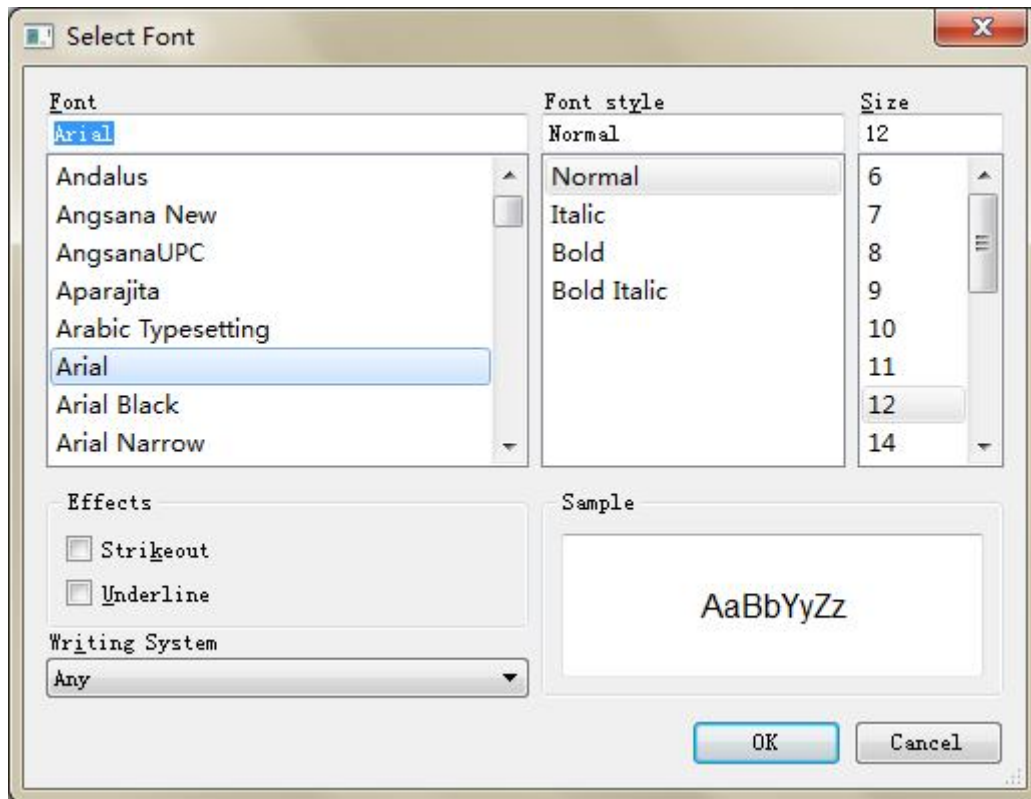 Select Font
Font
Font style
Size
Arial
Normal
12
Andalus
Angsana New
AngsanaUPC
Aparajita
Arabic Typesetting
Arial
Arial Black
Arial Narrow
Normal
Italic
Bold
Bold Italic
6
7
8
9
10
11
12
14
Effects
Strikeout
Underline
Writing System
Any
Sample
AaBbYyZz
OK
Cancel